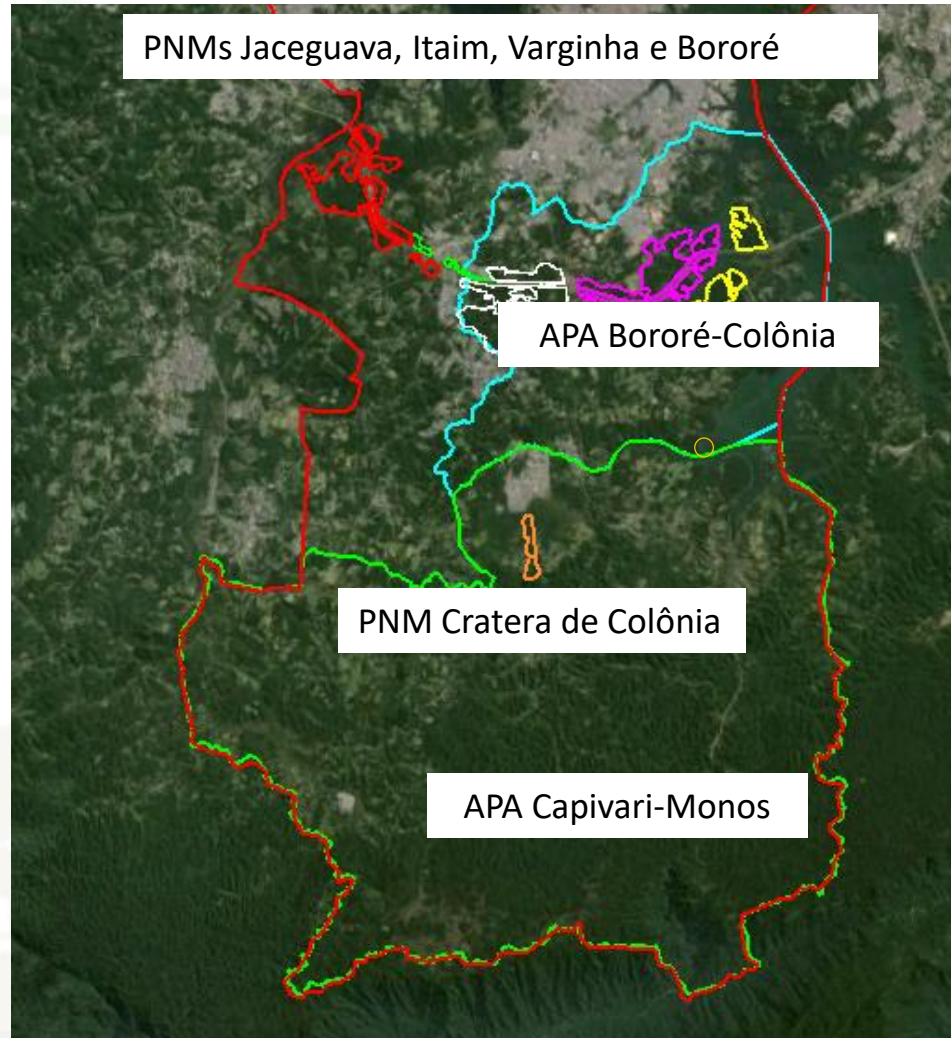 PNMs Jaceguava, Itaim, Varginha e Bororé
APA Bororé-Colônia
PNM Cratera de Colônia
APA Capivari-Monos